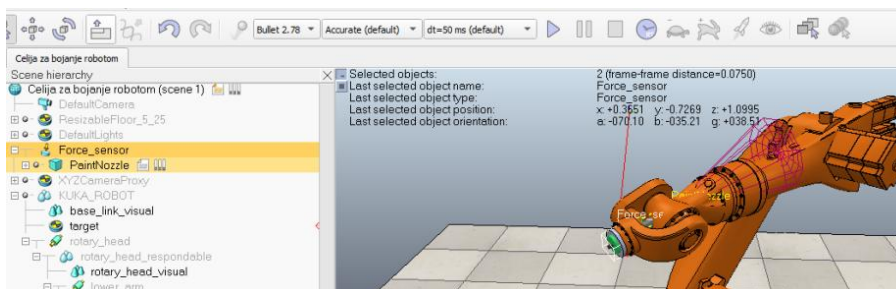 Bullet 2.78 Accurate (default) dt=50 ms (default)
Celija za bojanje robotom
Scene hierarchy
Celija za bojanje robotom (scene 1)
DefaultCamera
ResizableFloor_5_25
DefaultLights
Force_sensor
PaintNozzle
XYZCameraProxy
KUKA_ROBOT
base_link_visual
target
rotary_head
rotary_head_respondable
rotary_head_visual
lower_arm
Selected objects: 2 (frame-frame distance=0.0750)
Last selected object name: Force_sensor
Last selected object type: Force_sensor
Last selected object position: x: +0.3651 y: -0.7269 z: +1.0995
Last selected object orientation: a: -070.10 b: -035.21 g: +038.51